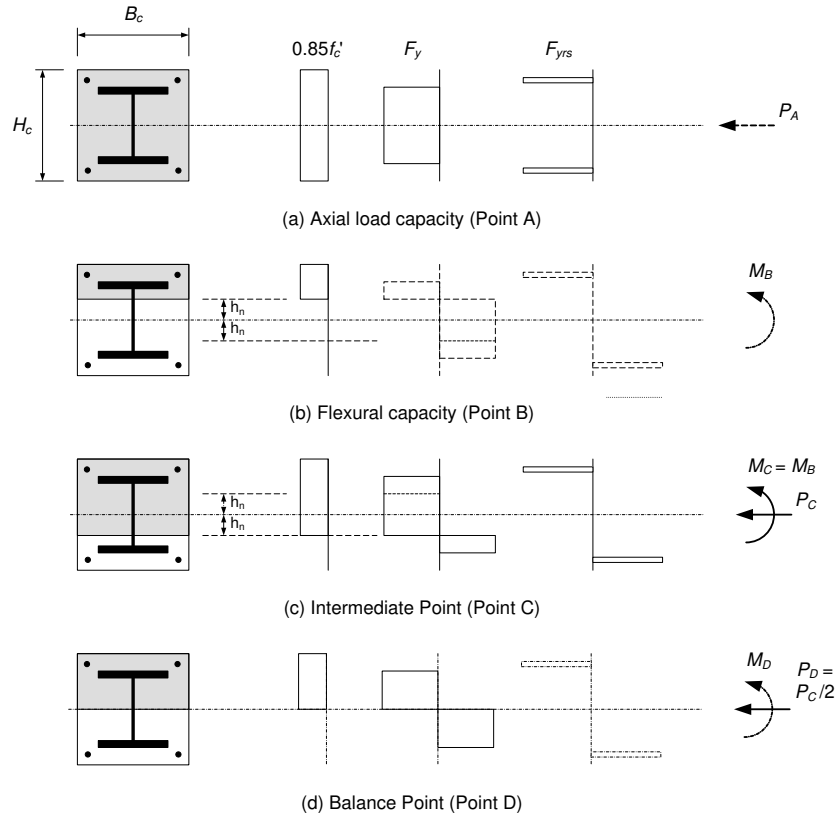 B_c
0.85f_c' F_y F_yrs
H_c
P_A
(a) Axial load capacity (Point A)
M_B
h_n
h_n
(b) Flexural capacity (Point B)
M_C = M_B
P_C
h_n
h_n
(c) Intermediate Point (Point C)
M_D
P_D =
P_C/2
(d) Balance Point (Point D)